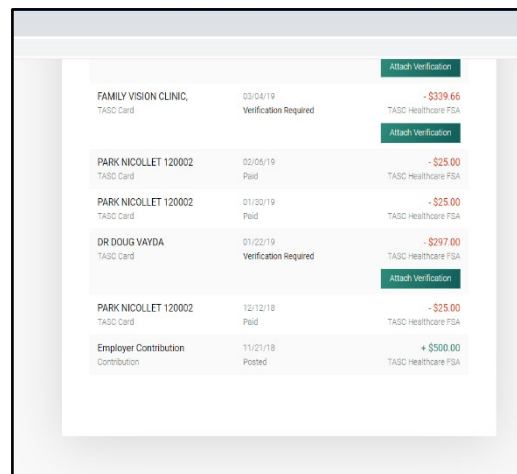 Attach Verification
FAMILY VISION CLINIC, 03/04/19 - $339.66
TASC Card Verification Required TASC Healthcare FSA
Attach Verification
PARK NICOLLET 120002 02/06/19 - $25.00
TASC Card Paid TASC Healthcare FSA
PARK NICOLLET 120002 01/30/19 - $25.00
TASC Card Paid TASC Healthcare FSA
DR DOUG VAYDA 01/22/19 - $297.00
TASC Card Verification Required TASC Healthcare FSA
Attach Verification
PARK NICOLLET 120002 12/12/18 - $25.00
TASC Card Paid TASC Healthcare FSA
Employer Contribution 11/21/18 + $500.00
Contribution Posted TASC Healthcare FSA